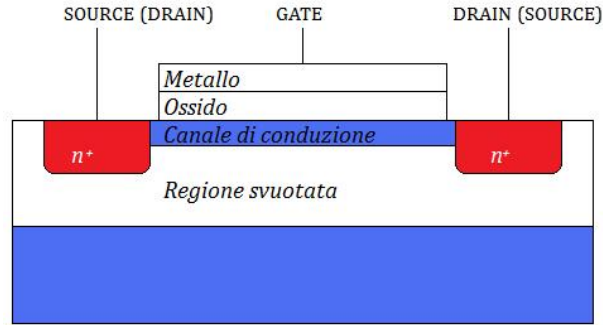 SOURCE (DRAIN) GATE DRAIN (SOURCE)
Metallo
Ossido
Canale di conduzione
n+ n+
Regione svuotata